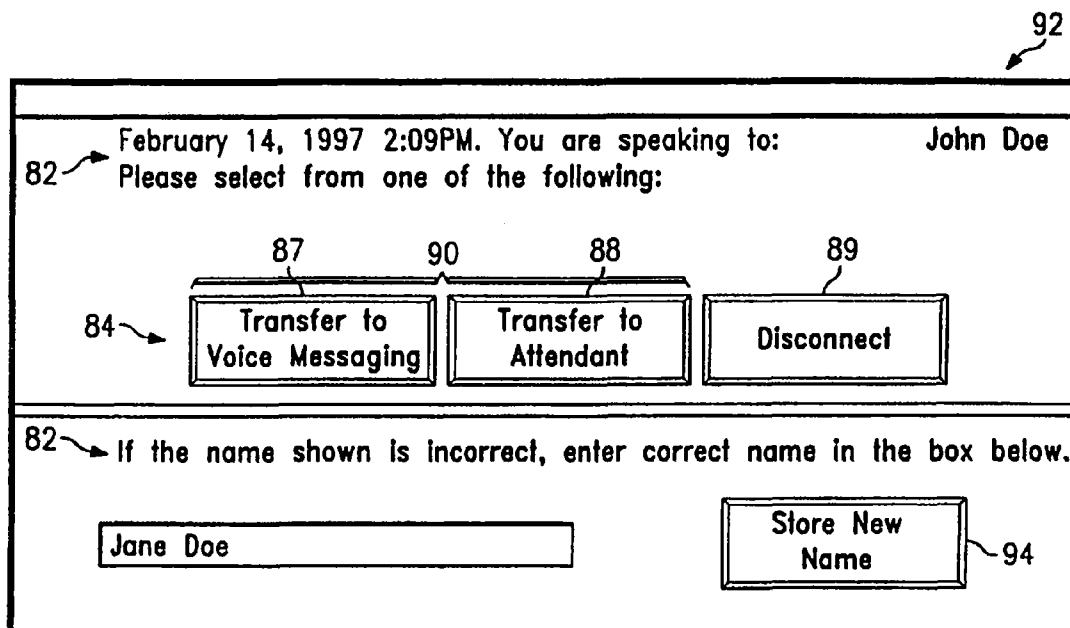 92
February 14, 1997 2:09PM. You are speaking to: John Doe
82
Please select from one of the following:
87 90 88 89
84
Transfer to Voice Messaging
Transfer to Attendant
Disconnect
82
If the name shown is incorrect, enter correct name in the box below.
Jane Doe
Store New Name
94